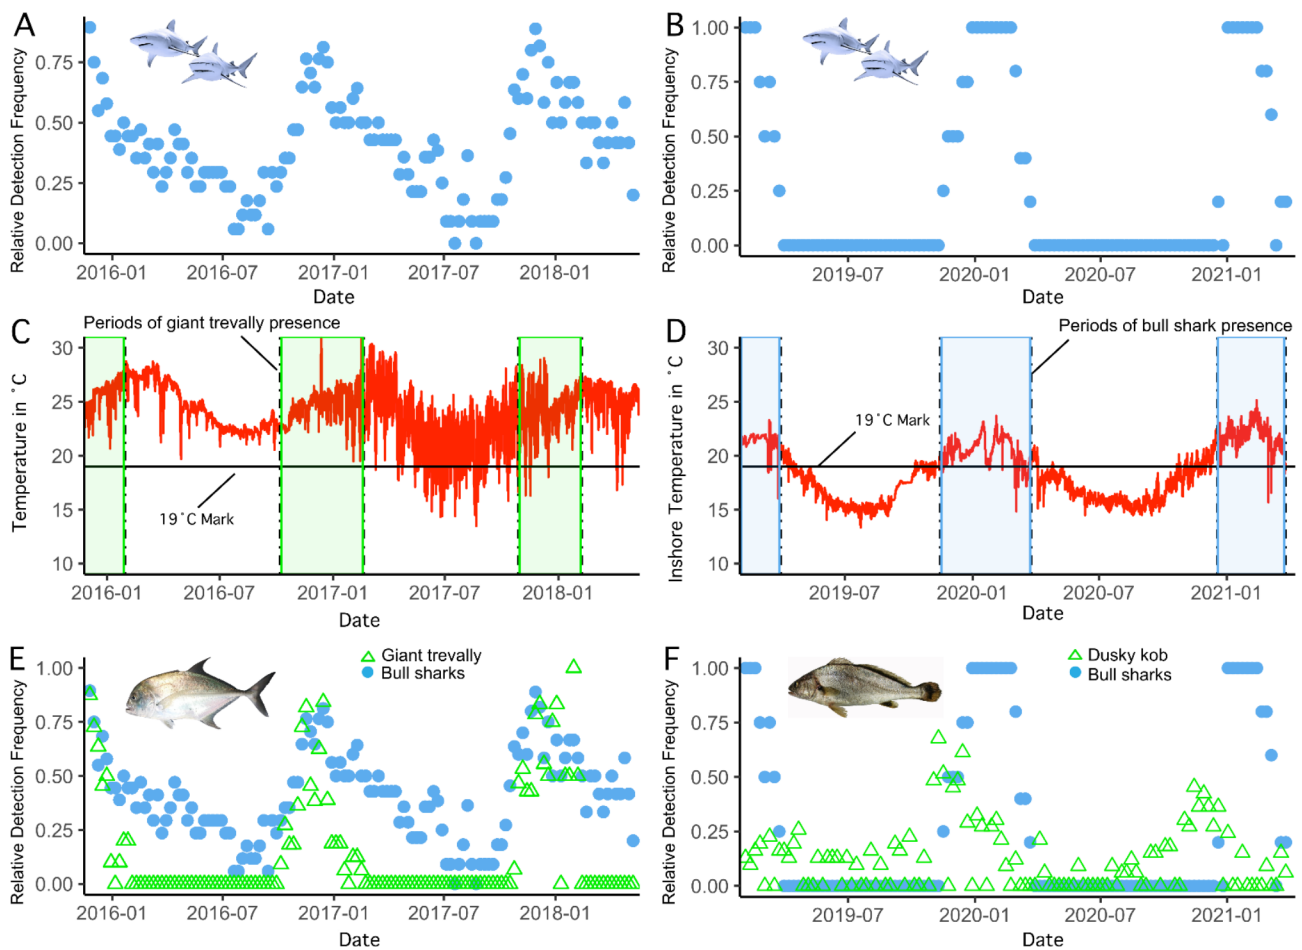 A
Relative Detection Frequency
0.75
0.50
0.25
0.00
2016-01 2016-07 2017-01 2017-07 2018-01
Date
B
Relative Detection Frequency
1.00
0.75
0.50
0.25
0.00
2019-07 2020-01 2020-07 2021-01
Date
C
Periods of giant trevally presence
Temperature in °C
30
25
20
15
10
19°C Mark
2016-01 2016-07 2017-01 2017-07 2018-01
Date
D
Periods of bull shark presence
Inshore Temperature in °C
30
25
20
15
10
19°C Mark
2019-07 2020-01 2020-07 2021-01
Date
E
Giant trevally
Bull sharks
Relative Detection Frequency
1.00
0.75
0.50
0.25
0.00
2016-01 2016-07 2017-01 2017-07 2018-01
Date
F
Dusky kob
Bull sharks
Relative Detection Frequency
1.00
0.75
0.50
0.25
0.00
2019-07 2020-01 2020-07 2021-01
Date